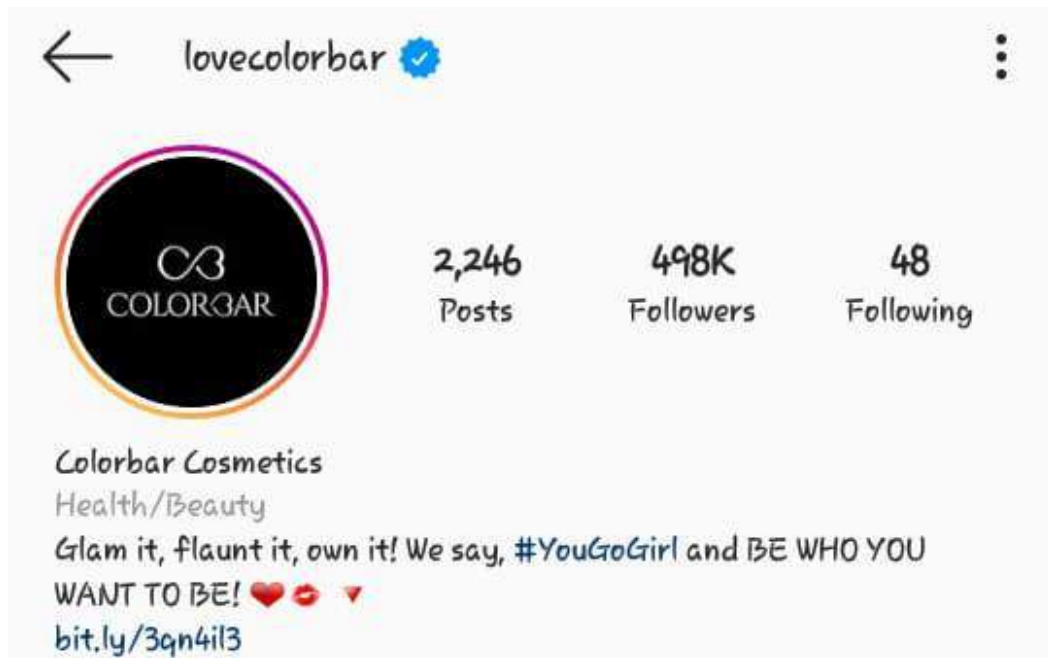 lovecolorbar
CB
COLORBAR
2,246
498K
48
Posts
Followers
Following
Colorbar Cosmetics
Health/Beauty
Glam it, flaunt it, own it! We say, #YouGoGirl and BE WHO YOU
WANT TO BE! ❤️💋 🔻
bit.ly/3qn4il3